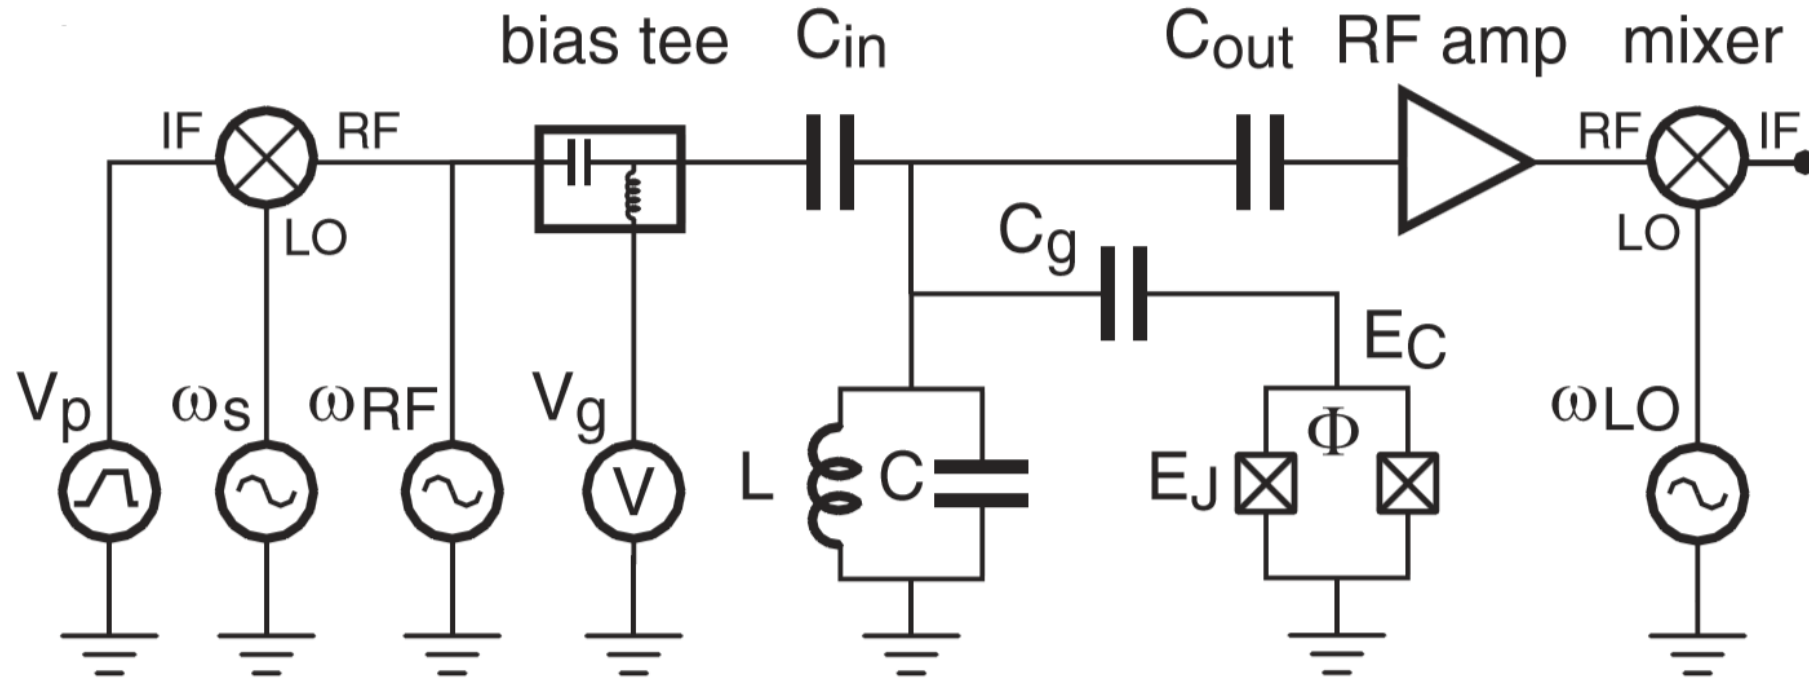 bias tee Cin Cout RF amp mixer
IF RF RF IF
LO LO
Cg
EC
Vp ωs ωRF Vg Φ ωLO
L C EJ
V